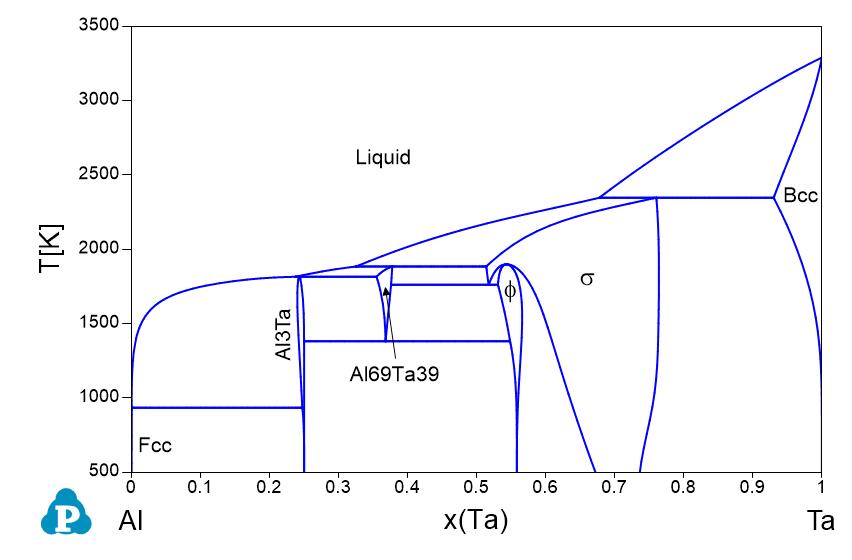 3500
3000
Liquid
2500
Bcc
T[K]
2000
σ
ϕ
1500
Al3Ta
Al69Ta39
1000
Fcc
500
0 0.1 0.2 0.3 0.4 0.5 0.6 0.7 0.8 0.9 1
P
Al x(Ta) Ta